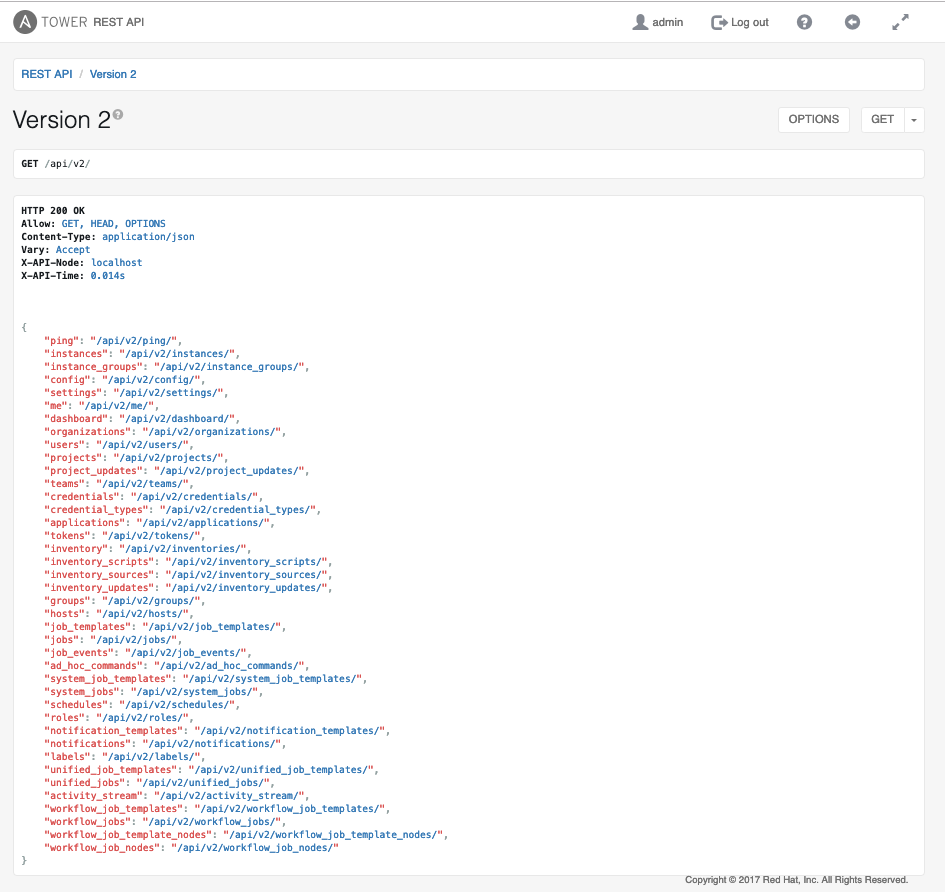 A TOWER REST API admin Log out ?
REST API / Version 2
Version 2 ? OPTIONS GET
GET /api/v2/
HTTP 200 OK
Allow: GET, HEAD, OPTIONS
Content-Type: application/json
Vary: Accept
X-API-Node: localhost
X-API-Time: 0.014s
{
"ping": "/api/v2/ping/",
"instances": "/api/v2/instances/",
"instance_groups": "/api/v2/instance_groups/",
"config": "/api/v2/config/",
"settings": "/api/v2/settings/",
"me": "/api/v2/me/",
"dashboard": "/api/v2/dashboard/",
"organizations": "/api/v2/organizations/",
"users": "/api/v2/users/",
"projects": "/api/v2/projects/",
"project_updates": "/api/v2/project_updates/",
"teams": "/api/v2/teams/",
"credentials": "/api/v2/credentials/",
"credential_types": "/api/v2/credential_types/",
"applications": "/api/v2/applications/",
"tokens": "/api/v2/tokens/",
"inventory": "/api/v2/inventories/",
"inventory_scripts": "/api/v2/inventory_scripts/",
"inventory_sources": "/api/v2/inventory_sources/",
"inventory_updates": "/api/v2/inventory_updates/",
"groups": "/api/v2/groups/",
"hosts": "/api/v2/hosts/",
"job_templates": "/api/v2/job_templates/",
"jobs": "/api/v2/jobs/",
"job_events": "/api/v2/job_events/",
"ad_hoc_commands": "/api/v2/ad_hoc_commands/",
"system_job_templates": "/api/v2/system_job_templates/",
"system_jobs": "/api/v2/system_jobs/",
"schedules": "/api/v2/schedules/",
"roles": "/api/v2/roles/",
"notification_templates": "/api/v2/notification_templates/",
"notifications": "/api/v2/notifications/",
"labels": "/api/v2/labels/",
"unified_job_templates": "/api/v2/unified_job_templates/",
"unified_jobs": "/api/v2/unified_jobs/",
"activity_stream": "/api/v2/activity_stream/",
"workflow_job_templates": "/api/v2/workflow_job_templates/",
"workflow_jobs": "/api/v2/workflow_jobs/",
"workflow_job_template_nodes": "/api/v2/workflow_job_template_nodes/",
"workflow_job_nodes": "/api/v2/workflow_job_nodes/"
}
Copyright © 2017 Red Hat, Inc. All Rights Reserved.